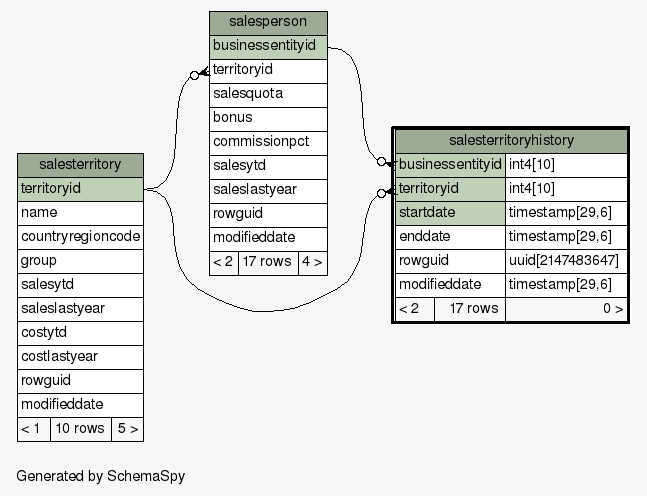 salesperson
businessentityid
territoryid
salesquota
bonus
commissionpct
salesytd
saleslastyear
rowguid
modifieddate
< 2 17 rows 4 >
salesterritory
territoryid
name
countryregioncode
group
salesytd
saleslastyear
costytd
costlastyear
rowguid
modifieddate
< 1 10 rows 5 >
salesterritoryhistory
businessentityid int4[10]
territoryid int4[10]
startdate timestamp[29,6]
enddate timestamp[29,6]
rowguid uuid[2147483647]
modifieddate timestamp[29,6]
< 2 17 rows 0 >
Generated by SchemaSpy